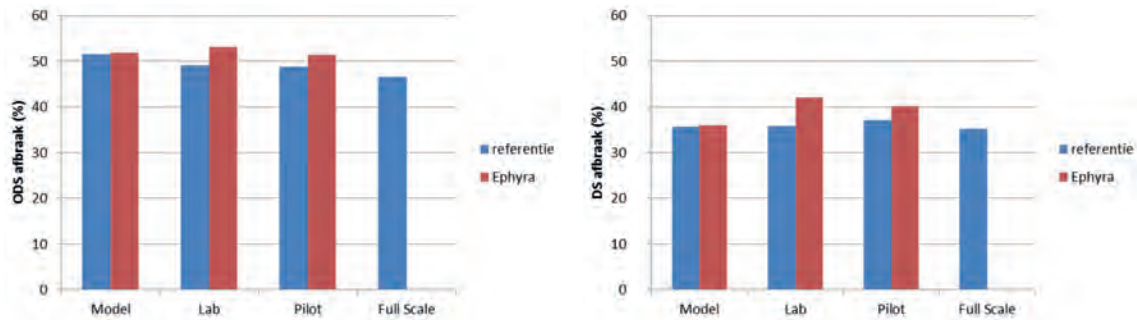 60
50
40
30
20
10
0
ODS afbraak (%)
Model
Lab
Pilot
Full Scale
referentie
Ephyra
60
50
40
30
20
10
0
DS afbraak (%)
Model
Lab
Pilot
Full Scale
referentie
Ephyra